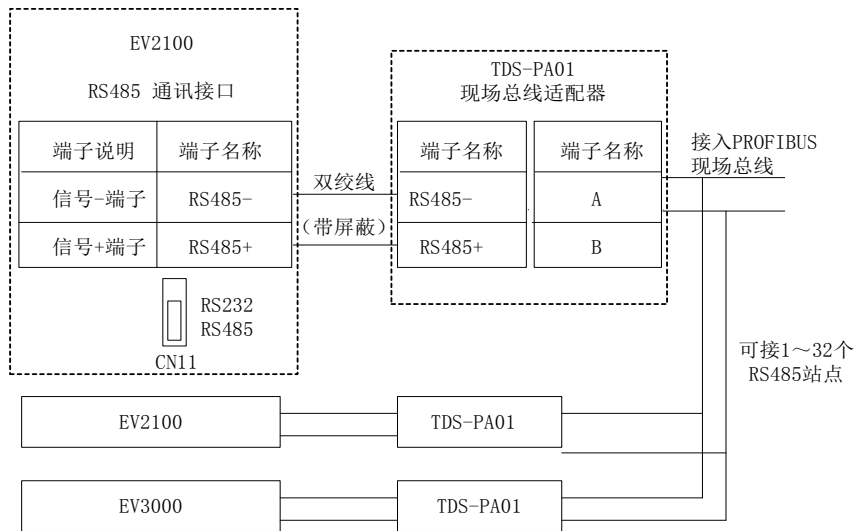 EV2100
RS485 通讯接口
端子说明 端子名称
信号-端子 RS485-
信号+端子 RS485+
RS232
RS485
CN11
双绞线
(带屏蔽)
TDS-PA01
现场总线适配器
端子名称 端子名称
RS485- A
RS485+ B
接入PROFIBUS
现场总线
可接1～32个
RS485站点
EV2100 TDS-PA01
EV3000 TDS-PA01